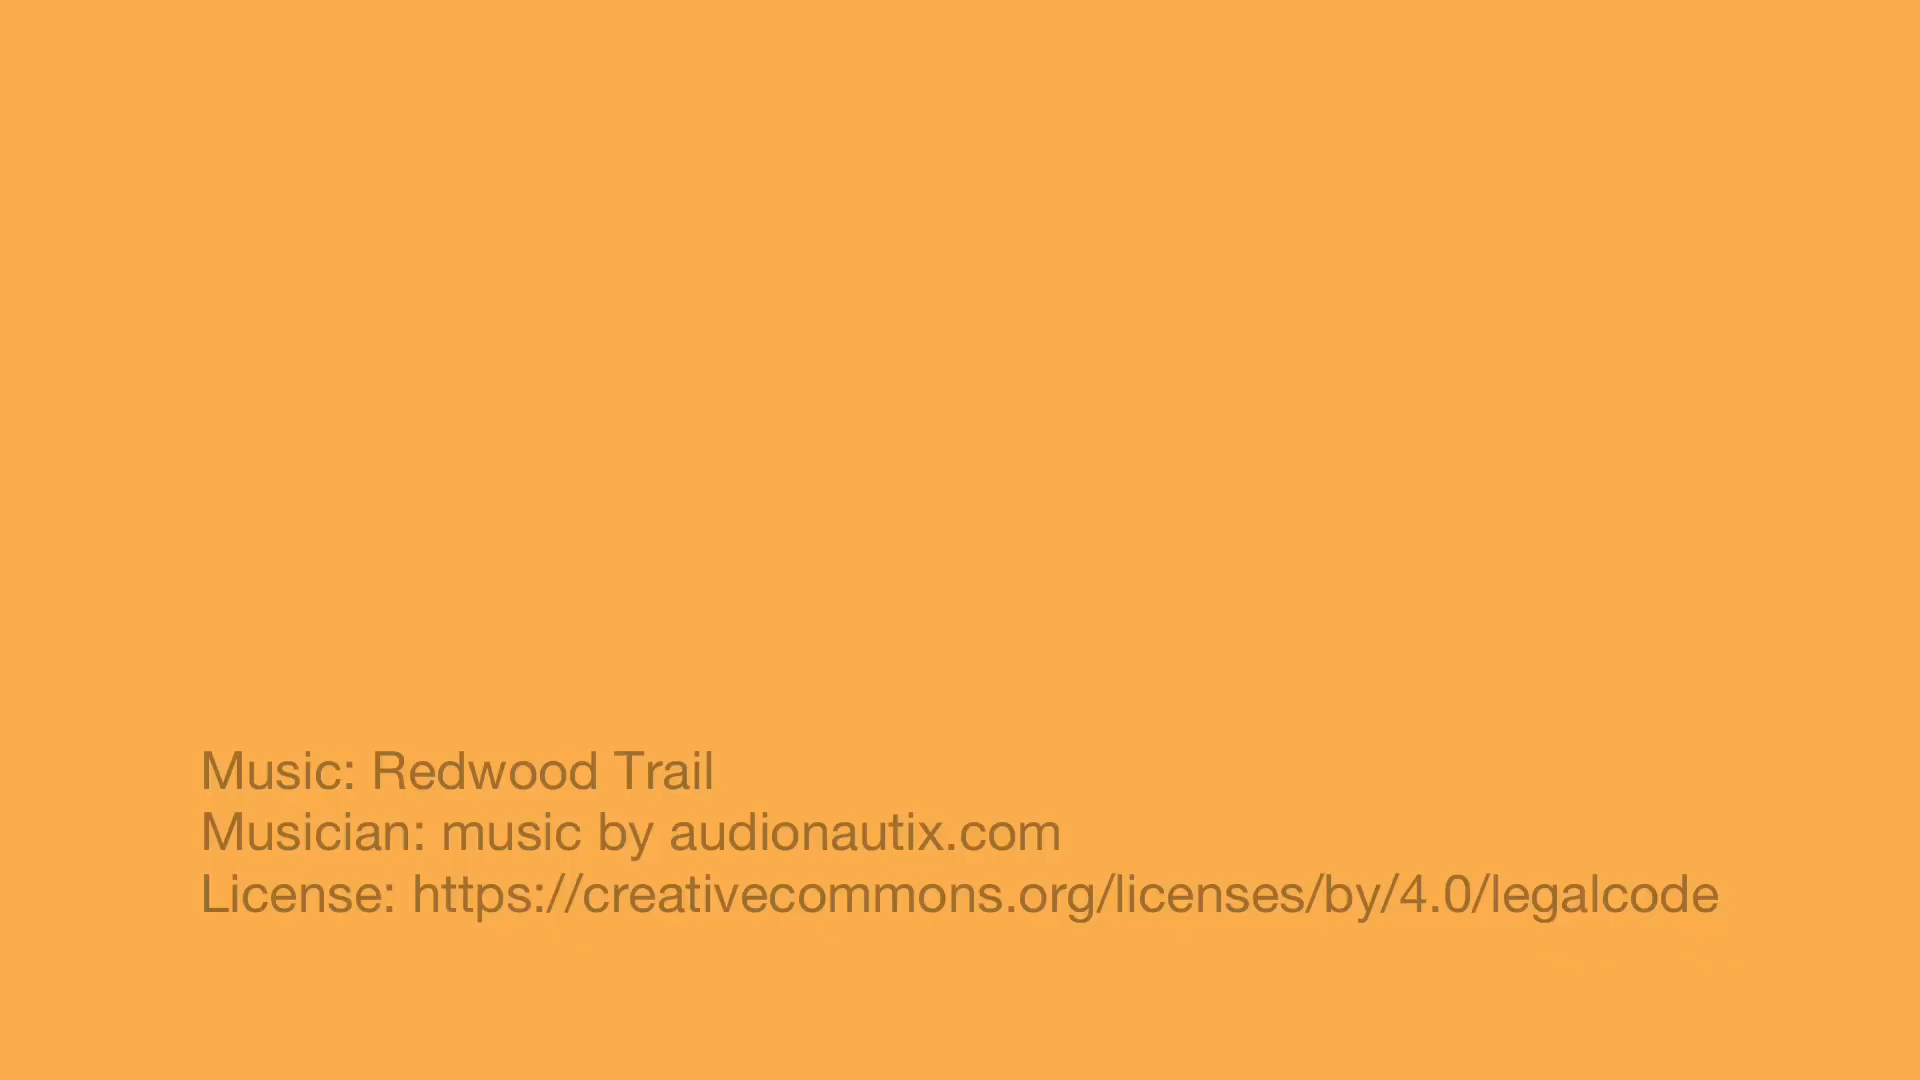 Music: Redwood Trail
Musician: music by audionautix.com
License: https://creativecommons.org/licenses/by/4.0/legalcode